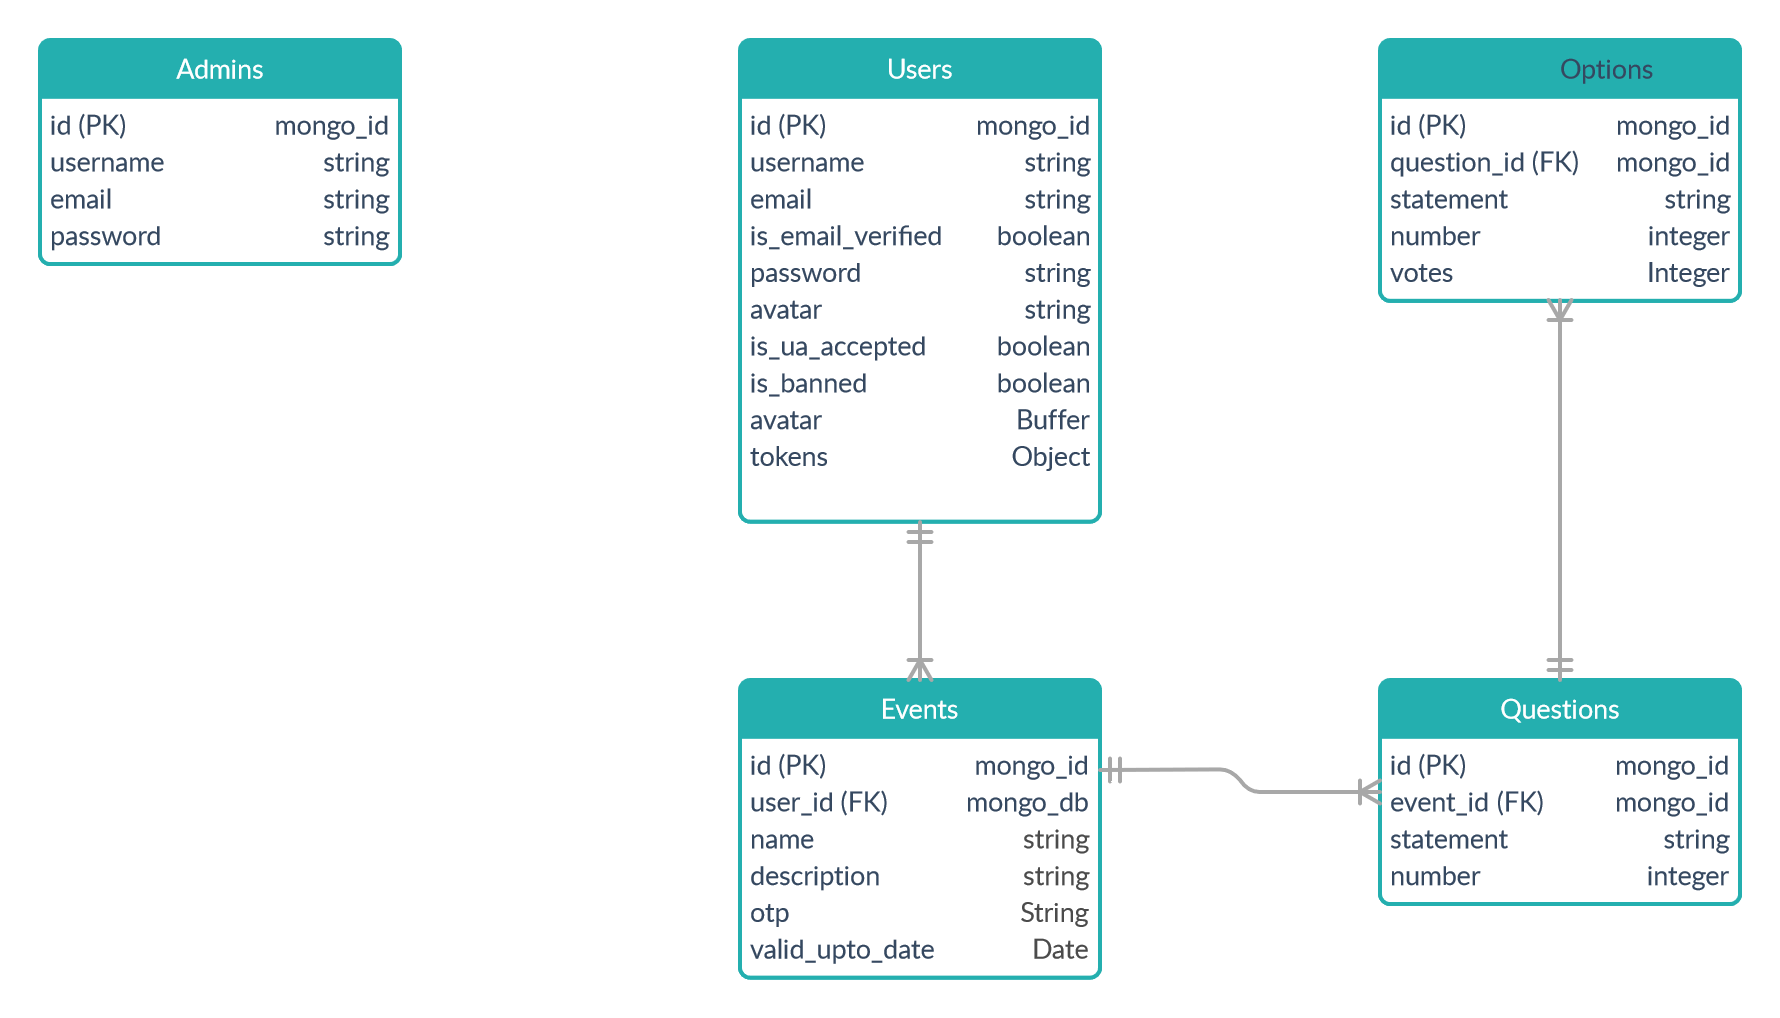 Admins
id (PK) mongo_id
username string
email string
password string
Users
id (PK) mongo_id
username string
email string
is_email_verified boolean
password string
avatar string
is_ua_accepted boolean
is_banned boolean
avatar Buffer
tokens Object
Options
id (PK) mongo_id
question_id (FK) mongo_id
statement string
number integer
votes Integer
Events
id (PK) mongo_id
user_id (FK) mongo_db
name string
description string
otp String
valid_upto_date Date
Questions
id (PK) mongo_id
event_id (FK) mongo_id
statement string
number integer